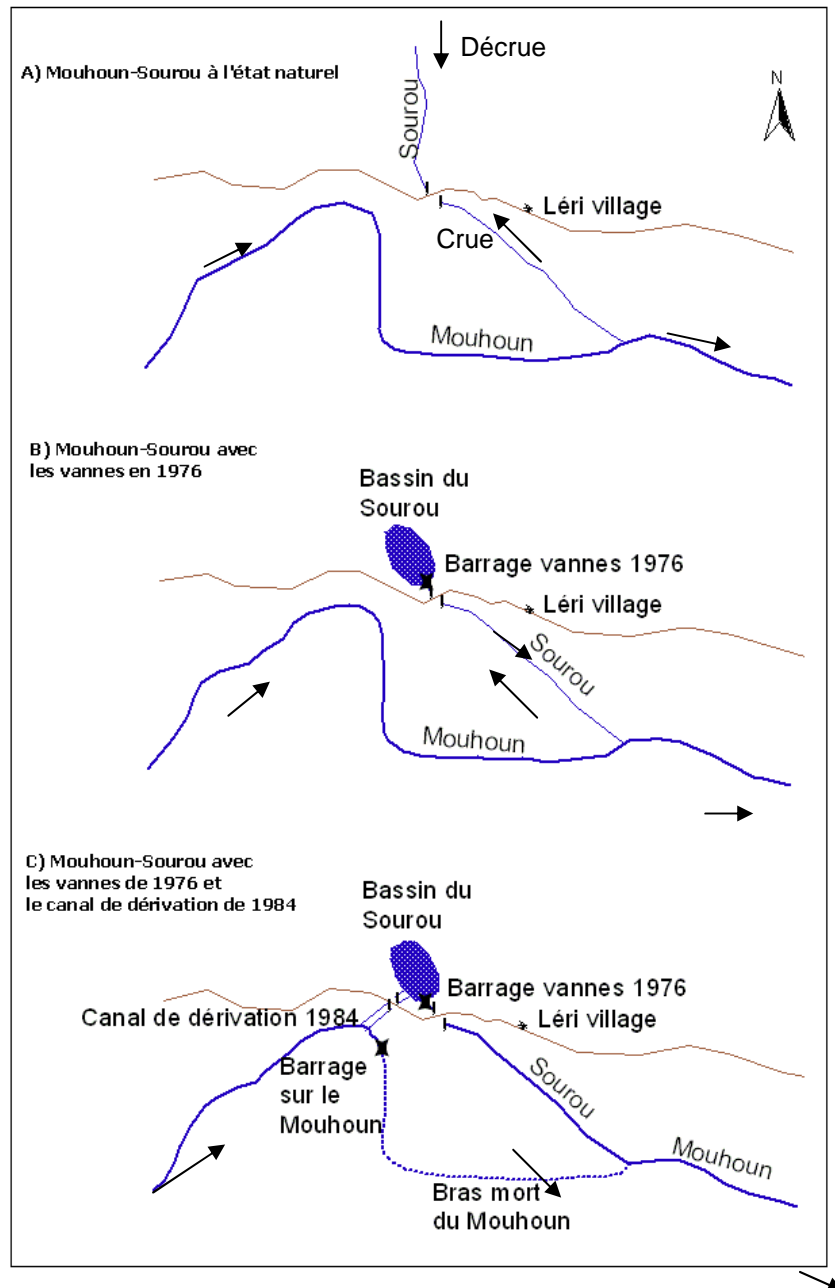 Décrue
A) Mouhoun-Sourou à l'état naturel
N
Sourou
Léri village
Crue
Mouhoun
B) Mouhoun-Sourou avec
les vannes en 1976
Bassin du
Sourou
Barrage vannes 1976
Léri village
Sourou
Mouhoun
C) Mouhoun-Sourou avec
les vannes de 1976 et
le canal de dérivation de 1984
Bassin du
Sourou
Barrage vannes 1976
Canal de dérivation 1984
Léri village
Barrage
sur le
Mouhoun
Sourou
Mouhoun
Bras mort
du Mouhoun